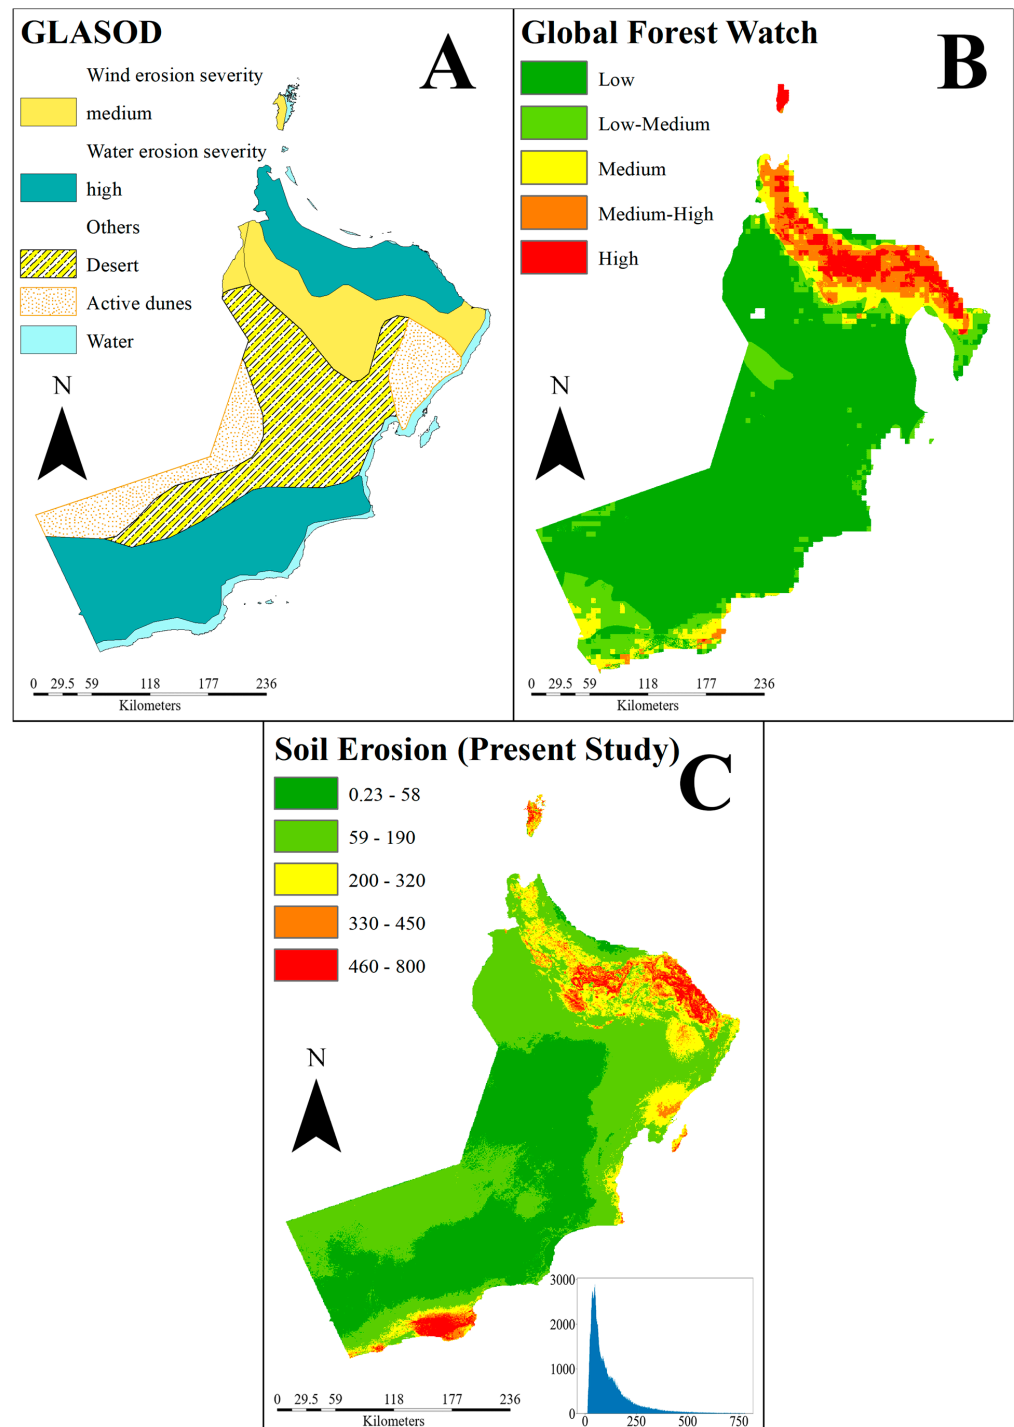 GLASOD
A
Wind erosion severity
medium
Water erosion severity
high
Others
Desert
Active dunes
Water
N
0 29.5 59 118 177 236
Kilometers
Global Forest Watch
B
Low
Low-Medium
Medium
Medium-High
High
N
0 29.5 59 118 177 236
Kilometers
Soil Erosion (Present Study)
C
0.23 - 58
59 - 190
200 - 320
330 - 450
460 - 800
N
0 29.5 59 118 177 236
Kilometers
3000
2000
1000
0
0 250 500 750